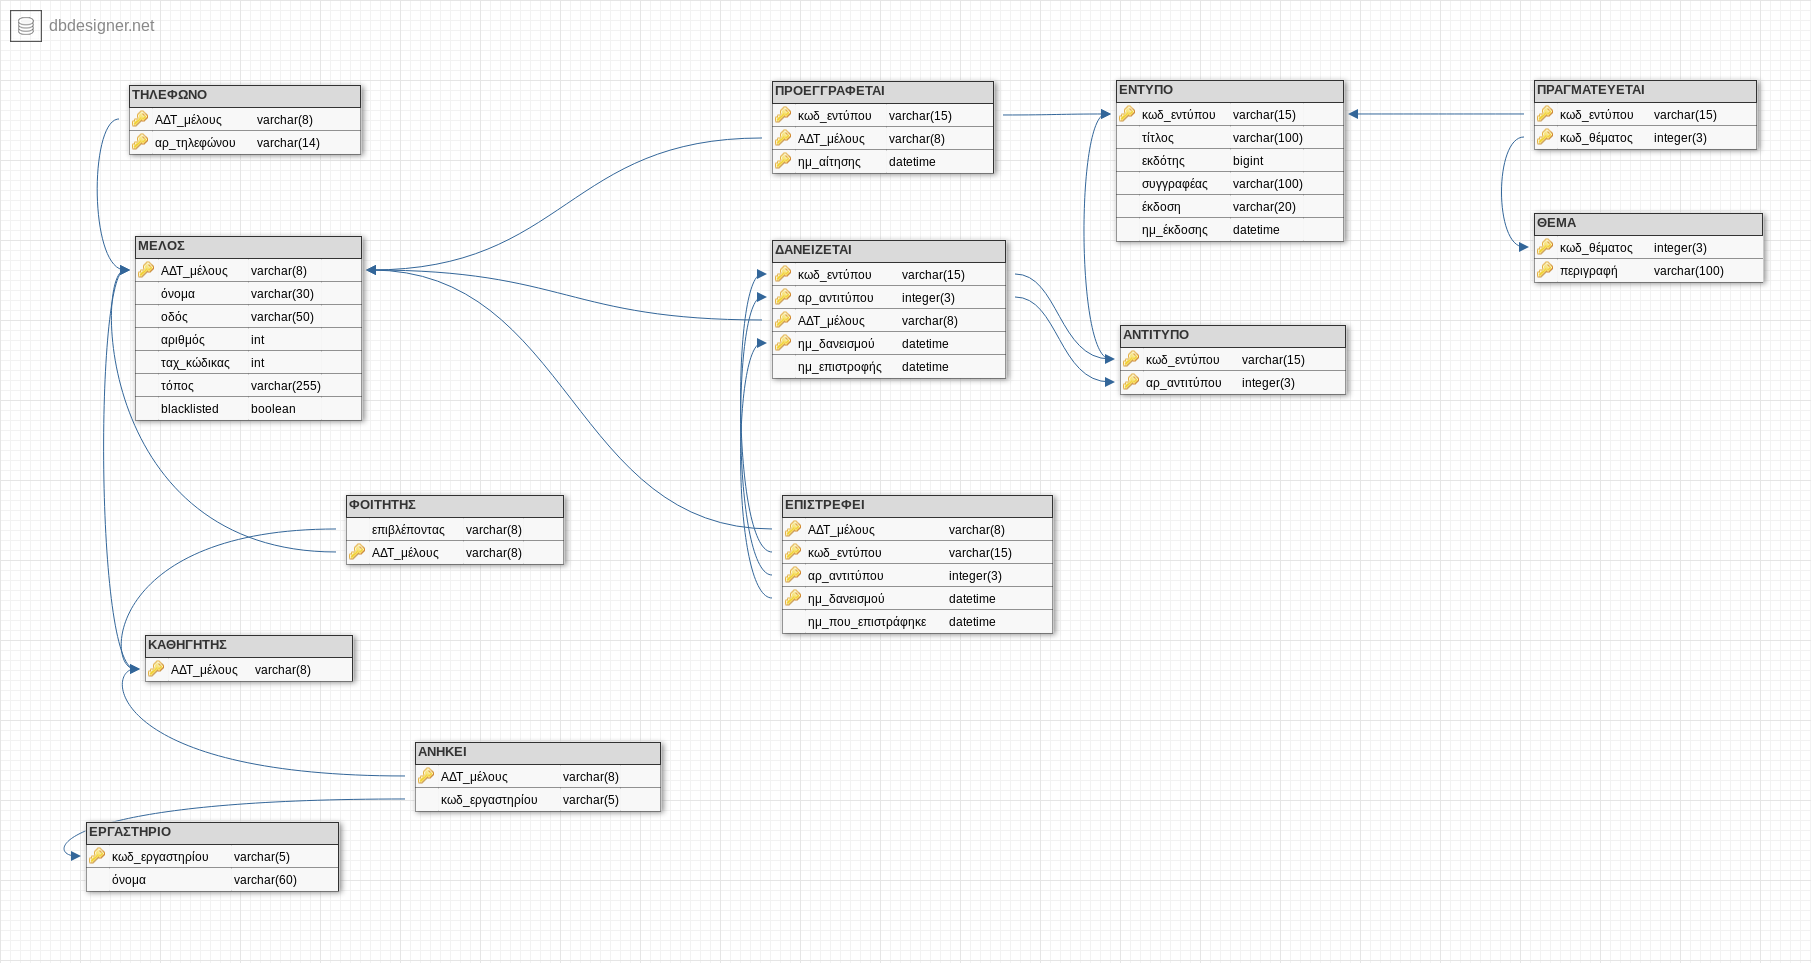 dbdesigner.net
ΤΗΛΕΦΩΝΟ
ΑΔΤ_μέλους varchar(8)
αρ_τηλεφώνου varchar(14)
ΜΕΛΟΣ
ΑΔΤ_μέλους varchar(8)
όνομα varchar(30)
οδός varchar(50)
αριθμός int
ταχ_κώδικας int
τόπος varchar(255)
blacklisted boolean
ΦΟΙΤΗΤΗΣ
επιβλέποντας varchar(8)
ΑΔΤ_μέλους varchar(8)
ΚΑΘΗΓΗΤΗΣ
ΑΔΤ_μέλους varchar(8)
ΑΝΗΚΕΙ
ΑΔΤ_μέλους varchar(8)
κωδ_εργαστηρίου varchar(5)
ΕΡΓΑΣΤΗΡΙΟ
κωδ_εργαστηρίου varchar(5)
όνομα varchar(60)
ΠΡΟΕΓΓΡΑΦΕΤΑΙ
κωδ_εντύπου varchar(15)
ΑΔΤ_μέλους varchar(8)
ημ_αίτησης datetime
ΔΑΝΕΙΖΕΤΑΙ
κωδ_εντύπου varchar(15)
αρ_αντιτύπου integer(3)
ΑΔΤ_μέλους varchar(8)
ημ_δανεισμού datetime
ημ_επιστροφής datetime
ΕΠΙΣΤΡΕΦΕΙ
ΑΔΤ_μέλους varchar(8)
κωδ_εντύπου varchar(15)
αρ_αντιτύπου integer(3)
ημ_δανεισμού datetime
ημ_που_επιστράφηκε datetime
ΕΝΤΥΠΟ
κωδ_εντύπου varchar(15)
τίτλος varchar(100)
εκδότης bigint
συγγραφέας varchar(100)
έκδοση varchar(20)
ημ_έκδοσης datetime
ΑΝΤΙΤΥΠΟ
κωδ_εντύπου varchar(15)
αρ_αντιτύπου integer(3)
ΠΡΑΓΜΑΤΕΥΕΤΑΙ
κωδ_εντύπου varchar(15)
κωδ_θέματος integer(3)
ΘΕΜΑ
κωδ_θέματος integer(3)
περιγραφή varchar(100)